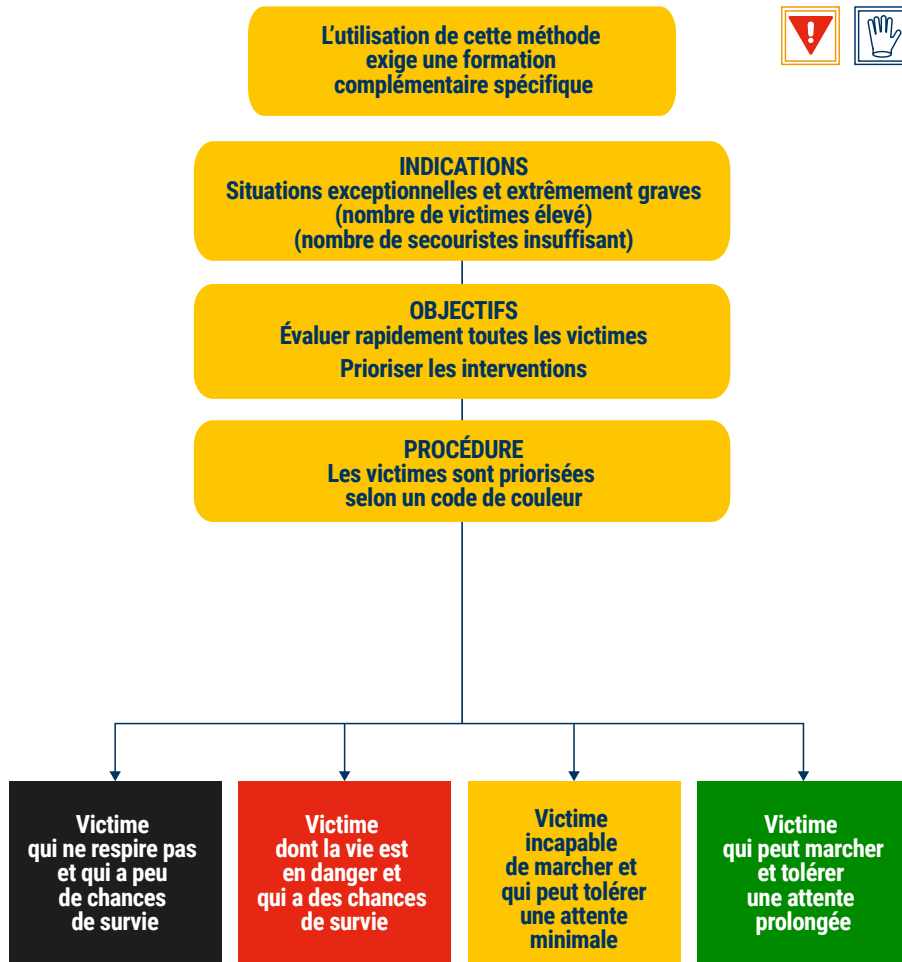 L'utilisation de cette méthode
exige une formation
complémentaire spécifique
INDICATIONS
Situations exceptionnelles et extrêmement graves
(nombre de victimes élevé)
(nombre de secouristes insuffisant)
OBJECTIFS
Évaluer rapidement toutes les victimes
Prioriser les interventions
PROCÉDURE
Les victimes sont priorisées
selon un code de couleur
Victime
qui ne respire pas
et qui a peu
de chances
de survie
Victime
dont la vie est
en danger et
qui a des chances
de survie
Victime
incapable
de marcher et
qui peut tolérer
une attente
minimale
Victime
qui peut marcher
et tolérer
une attente
prolongée